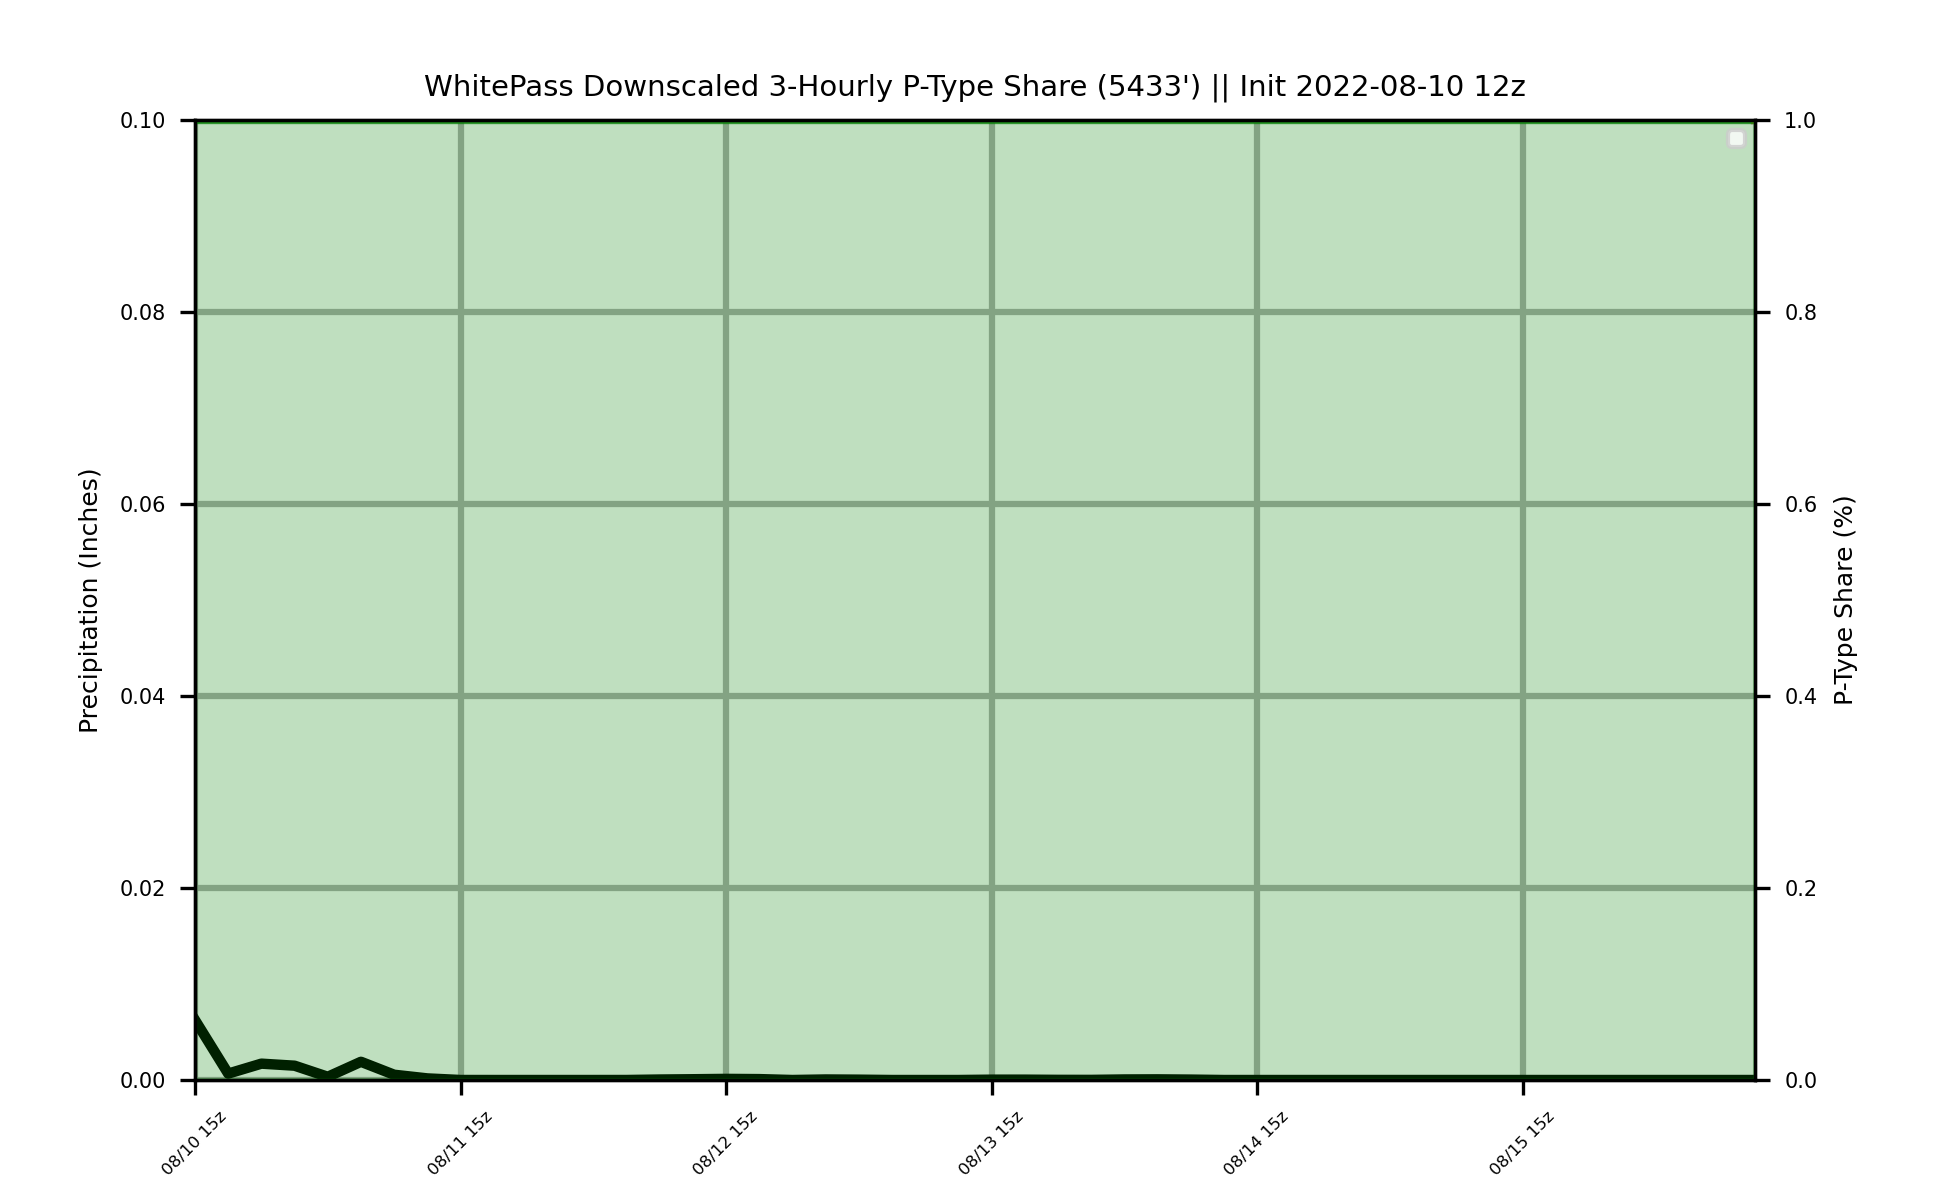 WhitePass Downscaled 3-Hourly P-Type Share (5433') || Init 2022-08-10 12z
0.10
0.08
0.06
0.04
0.02
0.00
Precipitation (Inches)
1.0
0.8
0.6
0.4
0.2
0.0
P-Type Share (%)
08/10 15z
08/11 15z
08/12 15z
08/13 15z
08/14 15z
08/15 15z